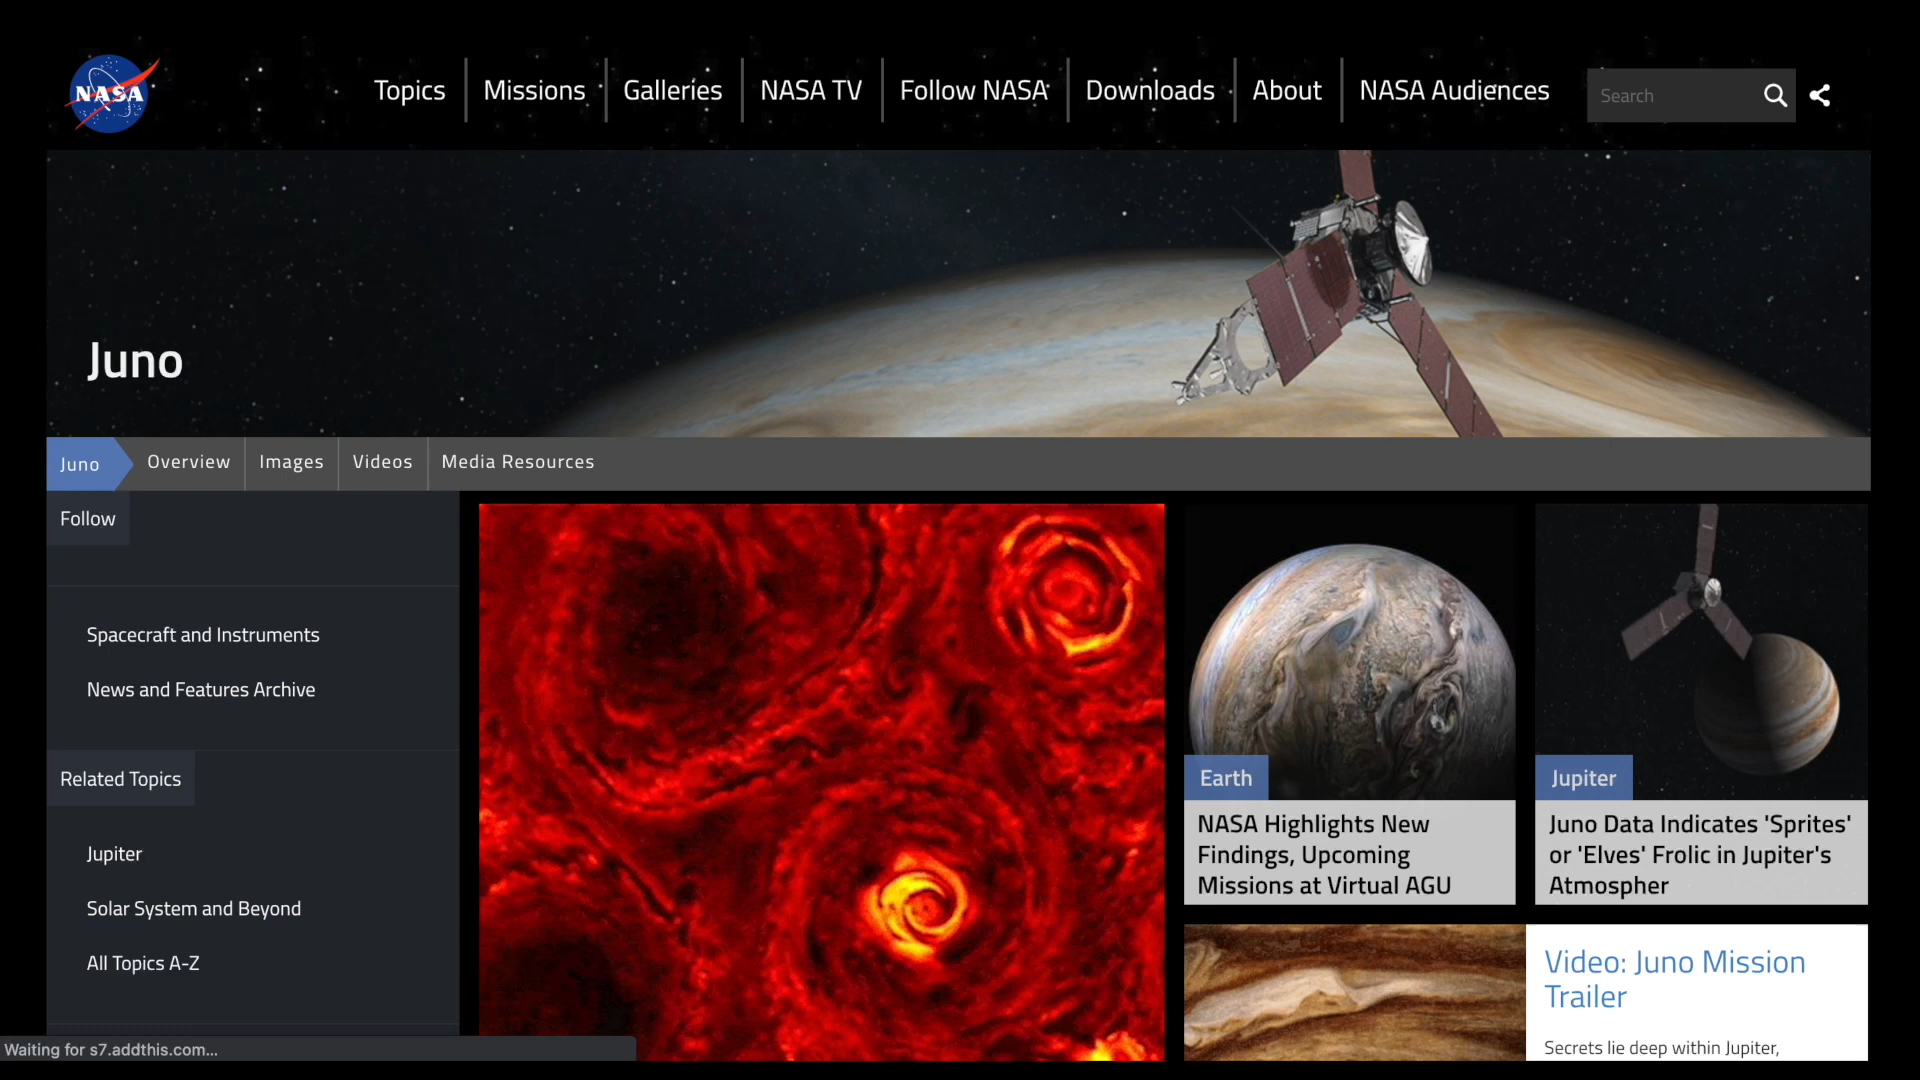 NASA
Topics
Missions
Galleries
NASA TV
Follow NASA
Downloads
About
NASA Audiences
Search
Juno
Juno
Overview
Images
Videos
Media Resources
Follow
Spacecraft and Instruments
News and Features Archive
Related Topics
Jupiter
Solar System and Beyond
All Topics A-Z
Earth
NASA Highlights New
Findings, Upcoming
Missions at Virtual AGU
Jupiter
Juno Data Indicates 'Sprites'
or 'Elves' Frolic in Jupiter's
Atmospher
Video: Juno Mission
Trailer
Secrets lie deep within Jupiter,
Waiting for s7.addthis.com...